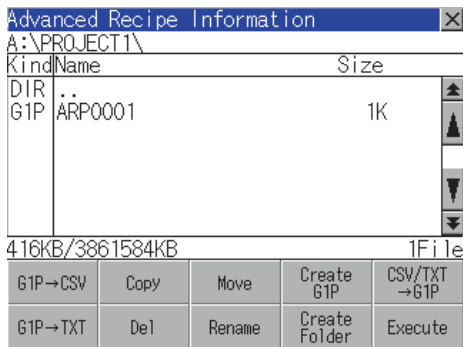 Advanced Recipe Information
A:\PROJECT1\
Kind Name Size
DIR ..
G1P ARP0001 1K
416KB/3861584KB 1File
G1P→CSV Copy Move Create G1P CSV/TXT →G1P
G1P→TXT Del Rename Create Folder Execute